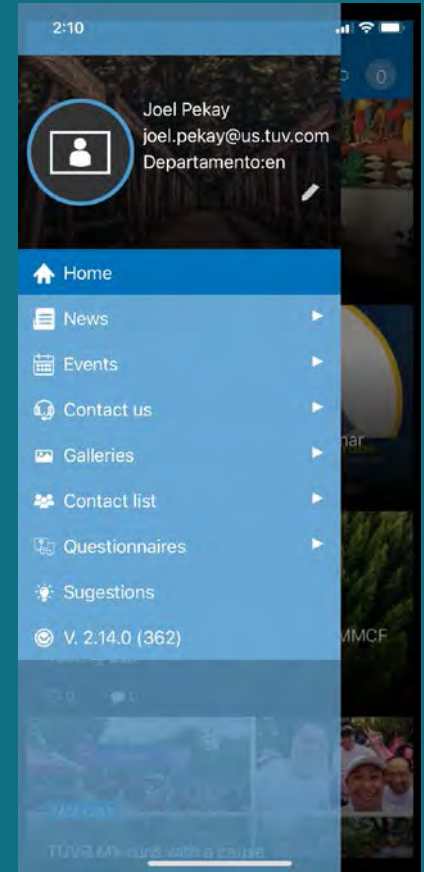 2:10
0
Joel Pekay
joel.pekay@us.tuv.com
Departamento:en
Home
News
Events
Contact us
Galleries
Contact list
Questionnaires
Sugestions
V. 2.14.0 (362)
MMCF
0 0
TÜVR MX runs with a cause